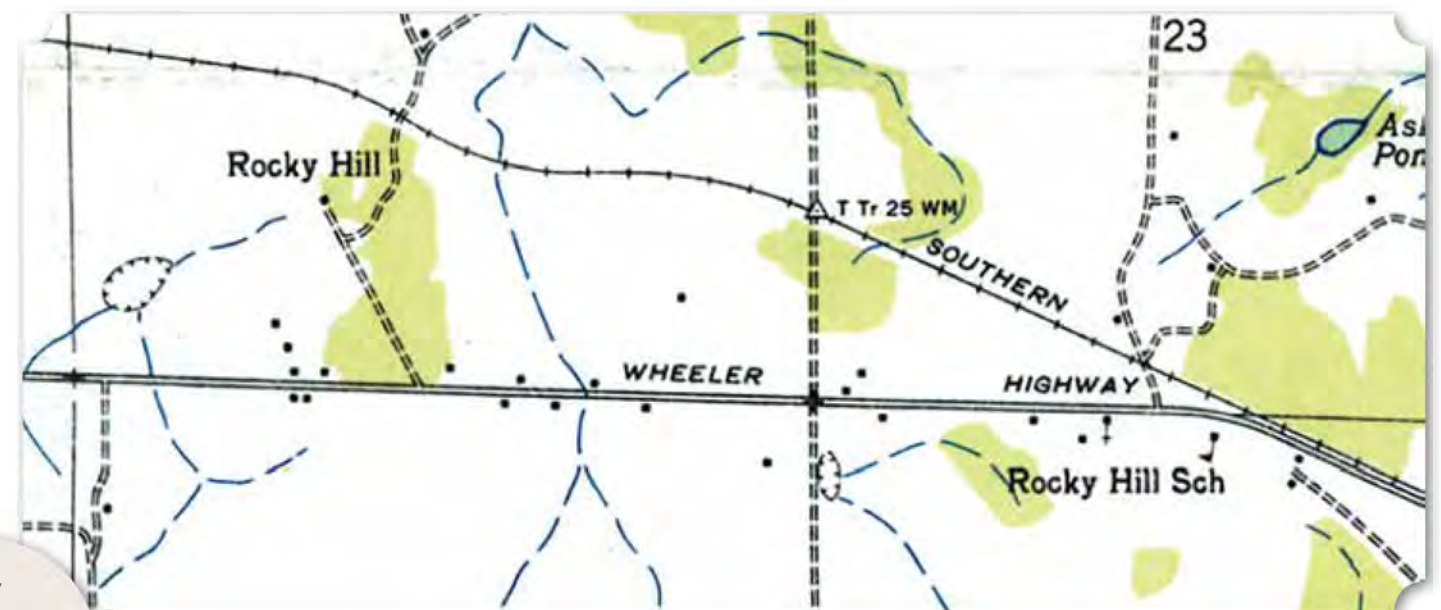 23
Rocky Hill
T Tr 25 WM
SOUTHERN
WHEELER HIGHWAY
Rocky Hill Sch